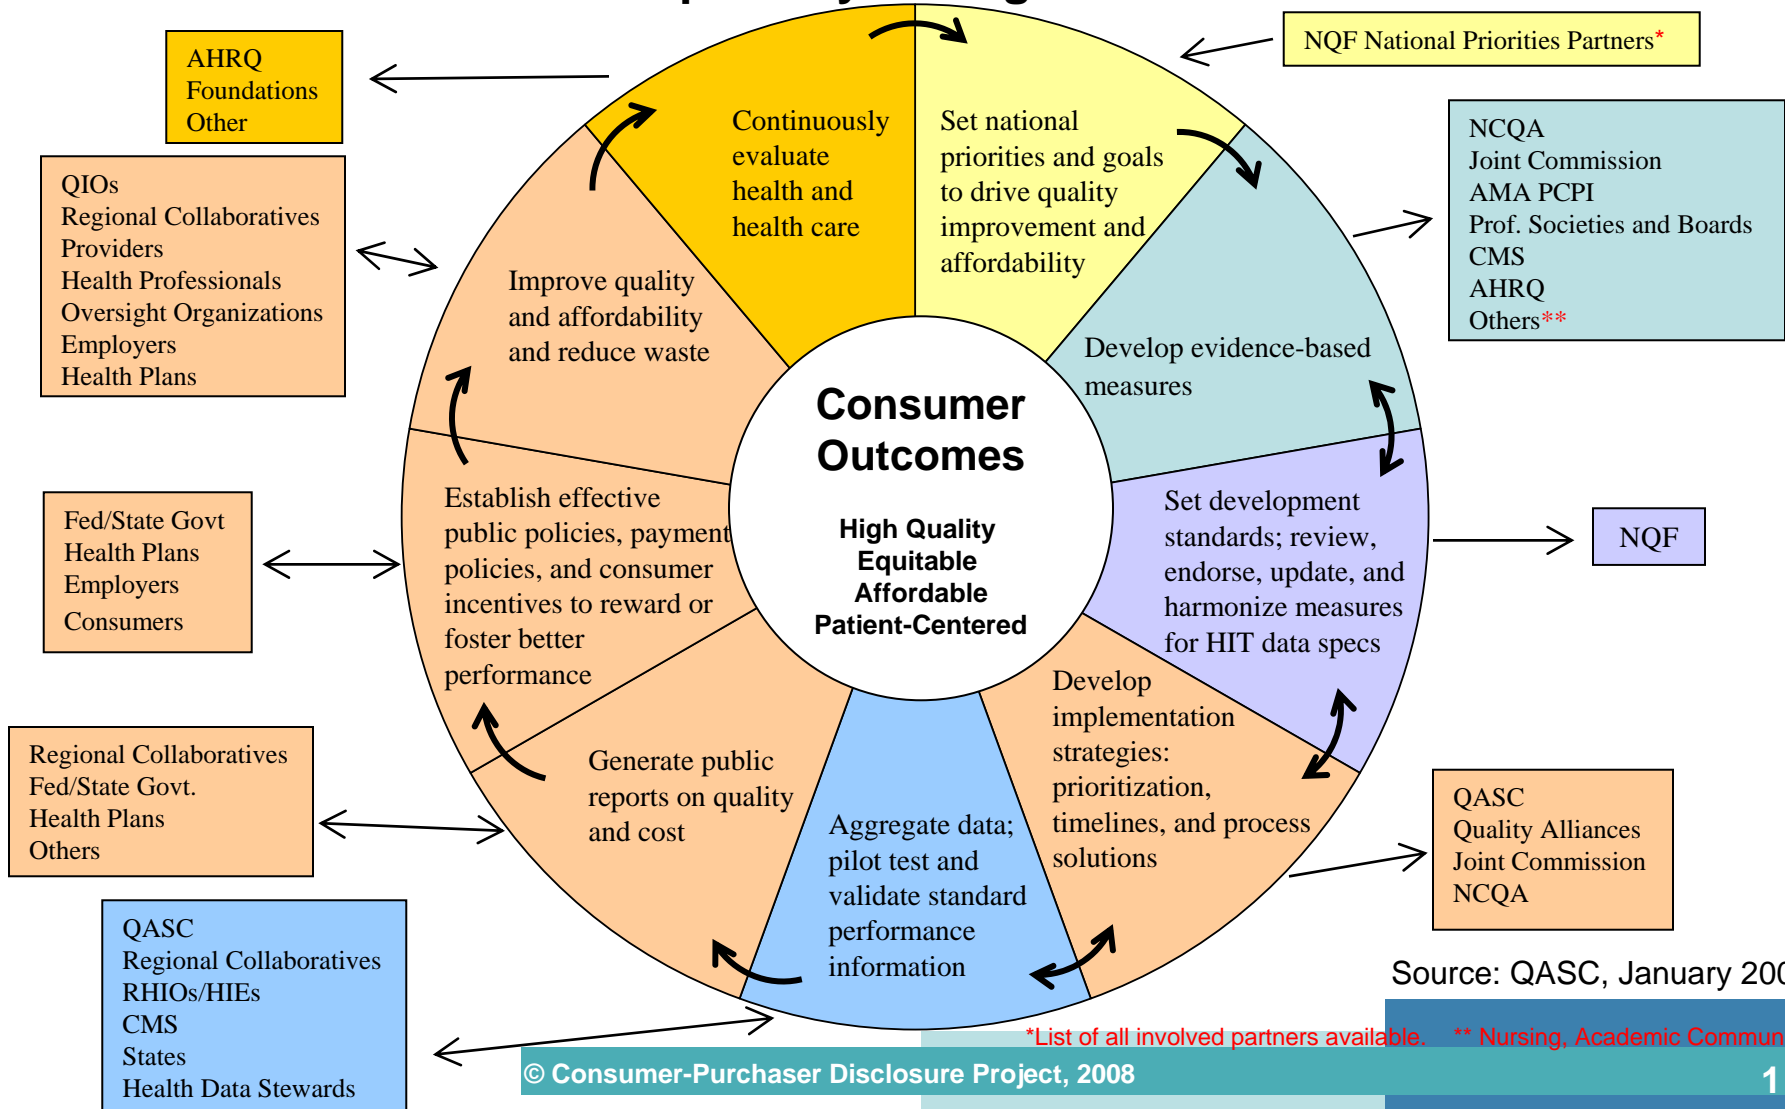 AHRQ
Foundations
Other
NQF National Priorities Partners*
QIOs
Regional Collaboratives
Providers
Health Professionals
Oversight Organizations
Employers
Health Plans
Continuously
evaluate
health and
health care
Set national
priorities and goals
to drive quality
improvement and
affordability
NCQA
Joint Commission
AMA PCPI
Prof. Societies and Boards
CMS
AHRQ
Others**
Improve quality
and affordability
and reduce waste
Develop evidence-based
measures
Consumer
Outcomes
High Quality
Equitable
Affordable
Patient-Centered
Fed/State Govt
Health Plans
Employers
Consumers
Establish effective
public policies, payment
policies, and consumer
incentives to reward or
foster better
performance
Set development
standards; review,
endorse, update, and
harmonize measures
for HIT data specs
NQF
Regional Collaboratives
Fed/State Govt.
Health Plans
Others
Generate public
reports on quality
and cost
Aggregate data;
pilot test and
validate standard
performance
information
Develop
implementation
strategies:
prioritization,
timelines, and process
solutions
QASC
Quality Alliances
Joint Commission
NCQA
QASC
Regional Collaboratives
RHIOs/HIEs
CMS
States
Health Data Stewards
Source: QASC, January
*List of all involved partners available. ** Nursing, Academic
© Consumer-Purchaser Disclosure Project, 2008
1